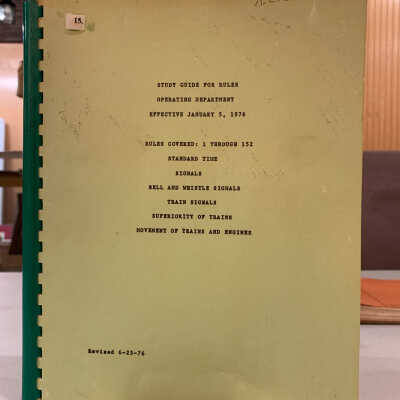 15.
STUDY GUIDE FOR RULES
OPERATING DEPARTMENT
EFFECTIVE JANUARY 5, 1976
RULES COVERED: 1 THROUGH 152
STANDARD TIME
SIGNALS
BELL AND WHISTLE SIGNALS
TRAIN SIGNALS
SUPERIORITY OF TRAINS
MOVEMENT OF TRAINS AND ENGINES
Revised 6-25-76